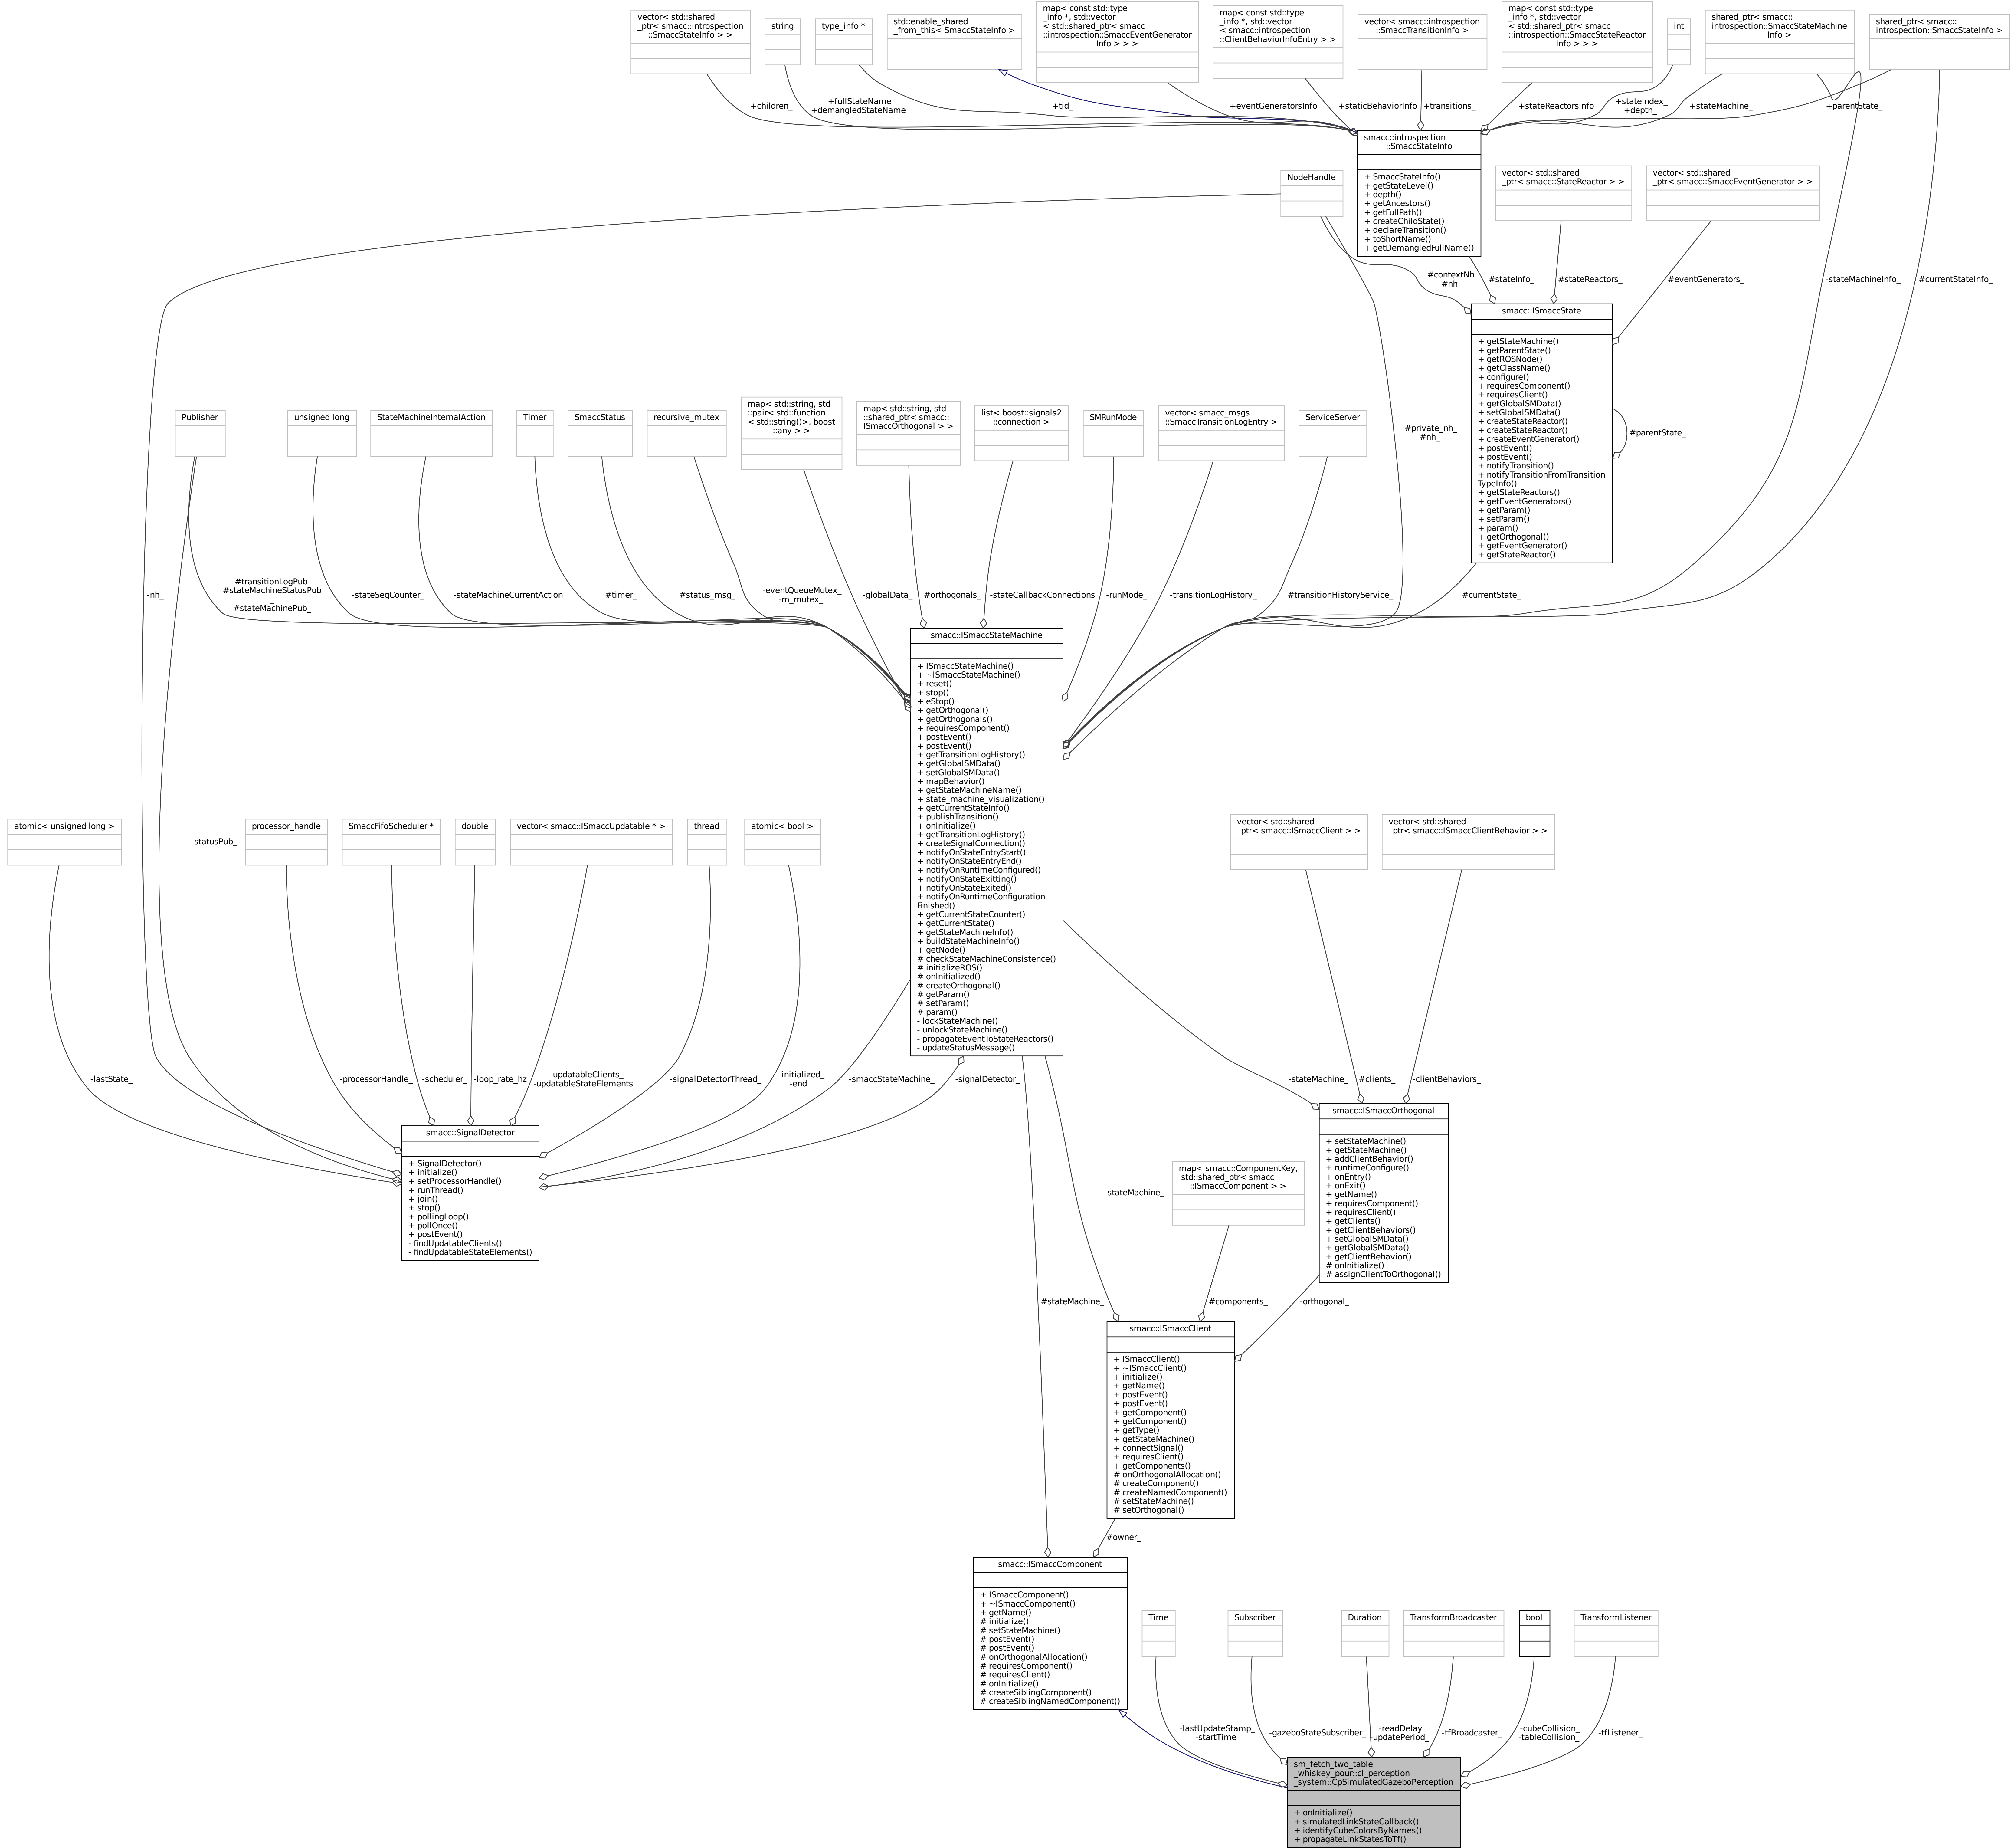 vector< std::shared
_ptr< smacc::introspection
::SmaccStateInfo > >
string
type_info *
std::enable_shared
_from_this< SmaccStateInfo >
map< const std::type
_info *, std::vector
< std::shared_ptr< smacc
::introspection::SmaccEventGenerator
Info > > >
map< const std::type
_info *, std::vector
< smacc::introspection
::ClientBehaviorInfoEntry > >
vector< smacc::introspection
::SmaccTransitionInfo >
map< const std::type
_info *, std::vector
< std::shared_ptr< smacc
::introspection::SmaccStateReactor
Info > > >
int
shared_ptr< smacc::
introspection::SmaccStateMachine
Info >
shared_ptr< smacc::
introspection::SmaccStateInfo >
+children_
+fullStateName
+demangledStateName
+tid_
+eventGeneratorsInfo
+staticBehaviorInfo
+transitions_
+stateReactorsInfo
+stateIndex_
+depth_
+stateMachine_
+parentState_
smacc::introspection
::SmaccStateInfo
+ SmaccStateInfo()
+ getStateLevel()
+ depth()
+ getAncestors()
+ getFullPath()
+ createChildState()
+ declareTransition()
+ toShortName()
+ getDemangledFullName()
NodeHandle
vector< std::shared
_ptr< smacc::StateReactor > >
vector< std::shared
_ptr< smacc::SmaccEventGenerator > >
#contextNh
#nh
#stateInfo_
#stateReactors_
#eventGenerators_
-stateMachineInfo_
#currentStateInfo_
smacc::ISmaccState
+ getStateMachine()
+ getParentState()
+ getROSNode()
+ getClassName()
+ configure()
+ requiresComponent()
+ requiresClient()
+ getGlobalSMData()
+ setGlobalSMData()
+ createStateReactor()
+ createStateReactor()
+ createEventGenerator()
+ postEvent()
+ postEvent()
+ notifyTransition()
+ notifyTransitionFromTransition
TypeInfo()
+ getStateReactors()
+ getEventGenerators()
+ getParam()
+ setParam()
+ param()
+ getOrthogonal()
+ getEventGenerator()
+ getStateReactor()
#parentState_
Publisher
unsigned long
StateMachineInternalAction
Timer
SmaccStatus
recursive_mutex
map< std::string, std
::pair< std::function
< std::string()>, boost
::any > >
map< std::string, std
::shared_ptr< smacc::
ISmaccOrthogonal > >
list< boost::signals2
::connection >
SMRunMode
vector< smacc_msgs
::SmaccTransitionLogEntry >
ServiceServer
#private_nh_
#nh_
-nh_
#transitionLogPub_
#stateMachineStatusPub
_
#stateMachinePub_
-stateSeqCounter_
-stateMachineCurrentAction
#timer_
#status_msg_
-eventQueueMutex_
-m_mutex_
-globalData_
#orthogonals_
-stateCallbackConnections
-runMode_
-transitionLogHistory_
#transitionHistoryService_
#currentState_
smacc::ISmaccStateMachine
+ ISmaccStateMachine()
+ ~ISmaccStateMachine()
+ reset()
+ stop()
+ eStop()
+ getOrthogonal()
+ getOrthogonals()
+ requiresComponent()
+ postEvent()
+ postEvent()
+ getTransitionLogHistory()
+ getGlobalSMData()
+ setGlobalSMData()
+ mapBehavior()
+ getStateMachineName()
+ state_machine_visualization()
+ getCurrentStateInfo()
+ publishTransition()
+ onInitialize()
+ getTransitionLogHistory()
+ createSignalConnection()
+ notifyOnStateEntryStart()
+ notifyOnStateEntryEnd()
+ notifyOnRuntimeConfigured()
+ notifyOnStateExitting()
+ notifyOnStateExited()
+ notifyOnRuntimeConfiguration
Finished()
+ getCurrentStateCounter()
+ getCurrentState()
+ getStateMachineInfo()
+ buildStateMachineInfo()
+ getNode()
# checkStateMachineConsistence()
# initializeROS()
# onInitialized()
# createOrthogonal()
# getParam()
# setParam()
# param()
- lockStateMachine()
- unlockStateMachine()
- propagateEventToStateReactors()
- updateStatusMessage()
atomic< unsigned long >
-statusPub_
processor_handle
SmaccFifoScheduler *
double
vector< smacc::ISmaccUpdatable * >
thread
atomic< bool >
vector< std::shared
_ptr< smacc::ISmaccClient > >
vector< std::shared
_ptr< smacc::ISmaccClientBehavior > >
-lastState_
-processorHandle_
-scheduler_
-loop_rate_hz
-updatableClients_
-updatableStateElements_
-signalDetectorThread_
-initialized_
-end_
-smaccStateMachine_
-signalDetector_
-stateMachine_
#clients_
-clientBehaviors_
smacc::SignalDetector
+ SignalDetector()
+ initialize()
+ setProcessorHandle()
+ runThread()
+ join()
+ stop()
+ pollingLoop()
+ pollOnce()
+ postEvent()
- findUpdatableClients()
- findUpdatableStateElements()
smacc::ISmaccOrthogonal
+ setStateMachine()
+ getStateMachine()
+ addClientBehavior()
+ runtimeConfigure()
+ onEntry()
+ onExit()
+ getName()
+ requiresComponent()
+ requiresClient()
+ getClients()
+ getClientBehaviors()
+ setGlobalSMData()
+ getGlobalSMData()
+ getClientBehavior()
# onInitialize()
# assignClientToOrthogonal()
map< smacc::ComponentKey,
std::shared_ptr< smacc
::ISmaccComponent > >
-stateMachine_
#stateMachine_
#components_
-orthogonal_
smacc::ISmaccClient
+ ISmaccClient()
+ ~ISmaccClient()
+ initialize()
+ getName()
+ postEvent()
+ postEvent()
+ getComponent()
+ getComponent()
+ getType()
+ getStateMachine()
+ connectSignal()
+ requiresClient()
+ getComponents()
# onOrthogonalAllocation()
# createComponent()
# createNamedComponent()
# setStateMachine()
# setOrthogonal()
#owner_
smacc::ISmaccComponent
+ ISmaccComponent()
+ ~ISmaccComponent()
+ getName()
# initialize()
# setStateMachine()
# postEvent()
# postEvent()
# onOrthogonalAllocation()
# requiresComponent()
# requiresClient()
# onInitialize()
# createSiblingComponent()
# createSiblingNamedComponent()
Time
Subscriber
Duration
TransformBroadcaster
bool
TransformListener
-lastUpdateStamp_
-startTime
-gazeboStateSubscriber_
-readDelay
-updatePeriod_
-tfBroadcaster_
-cubeCollision_
-tableCollision_
-tfListener_
sm_fetch_two_table
_whiskey_pour::cl_perception
_system::CpSimulatedGazeboPerception
+ onInitialize()
+ simulatedLinkStateCallback()
+ identifyCubeColorsByNames()
+ propagateLinkStatesToTf()